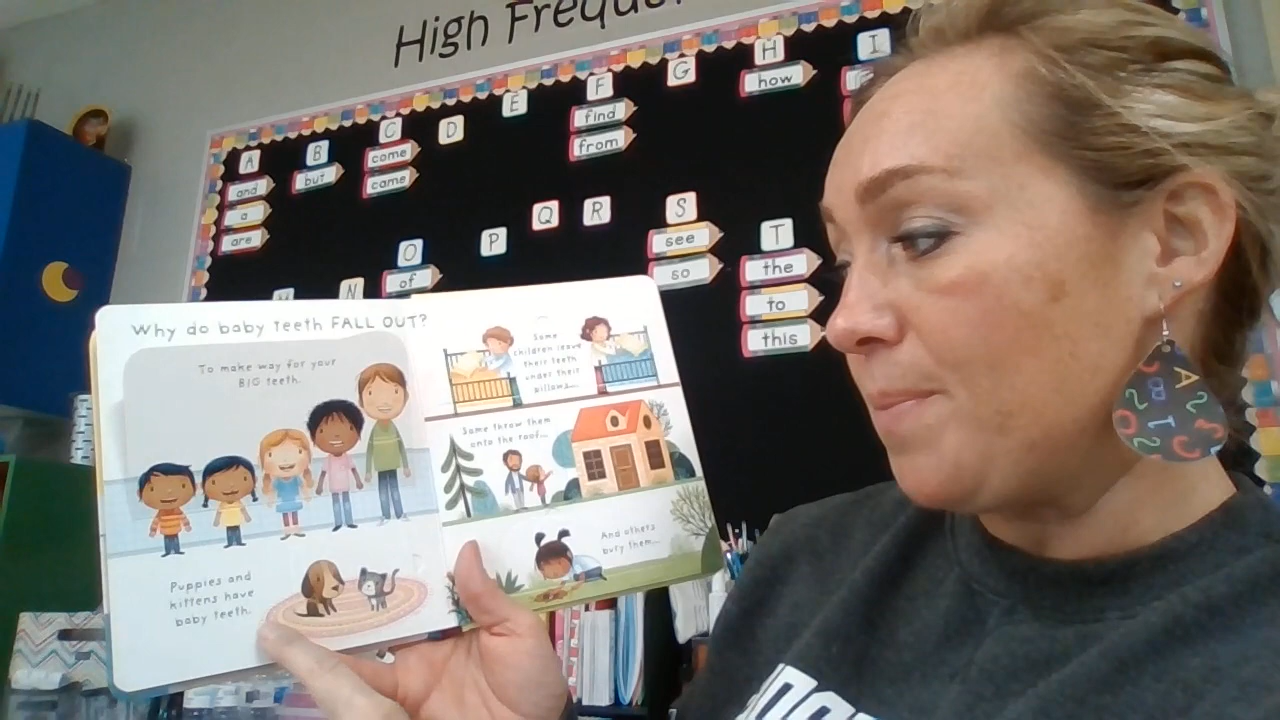 High Freque
A
and
a
are
B
but
C
come
came
D
E
F
find
from
G
H
how
I
N
O
of
P
Q
R
S
see
so
T
the
to
this
Why do baby teeth FALL OUT?
To make way for your
BIG teeth.
Puppies and
kittens have
baby teeth.
Some
children leave
their teeth
under their
pillows...
Some throw them
onto the roof...
And others
bury them...